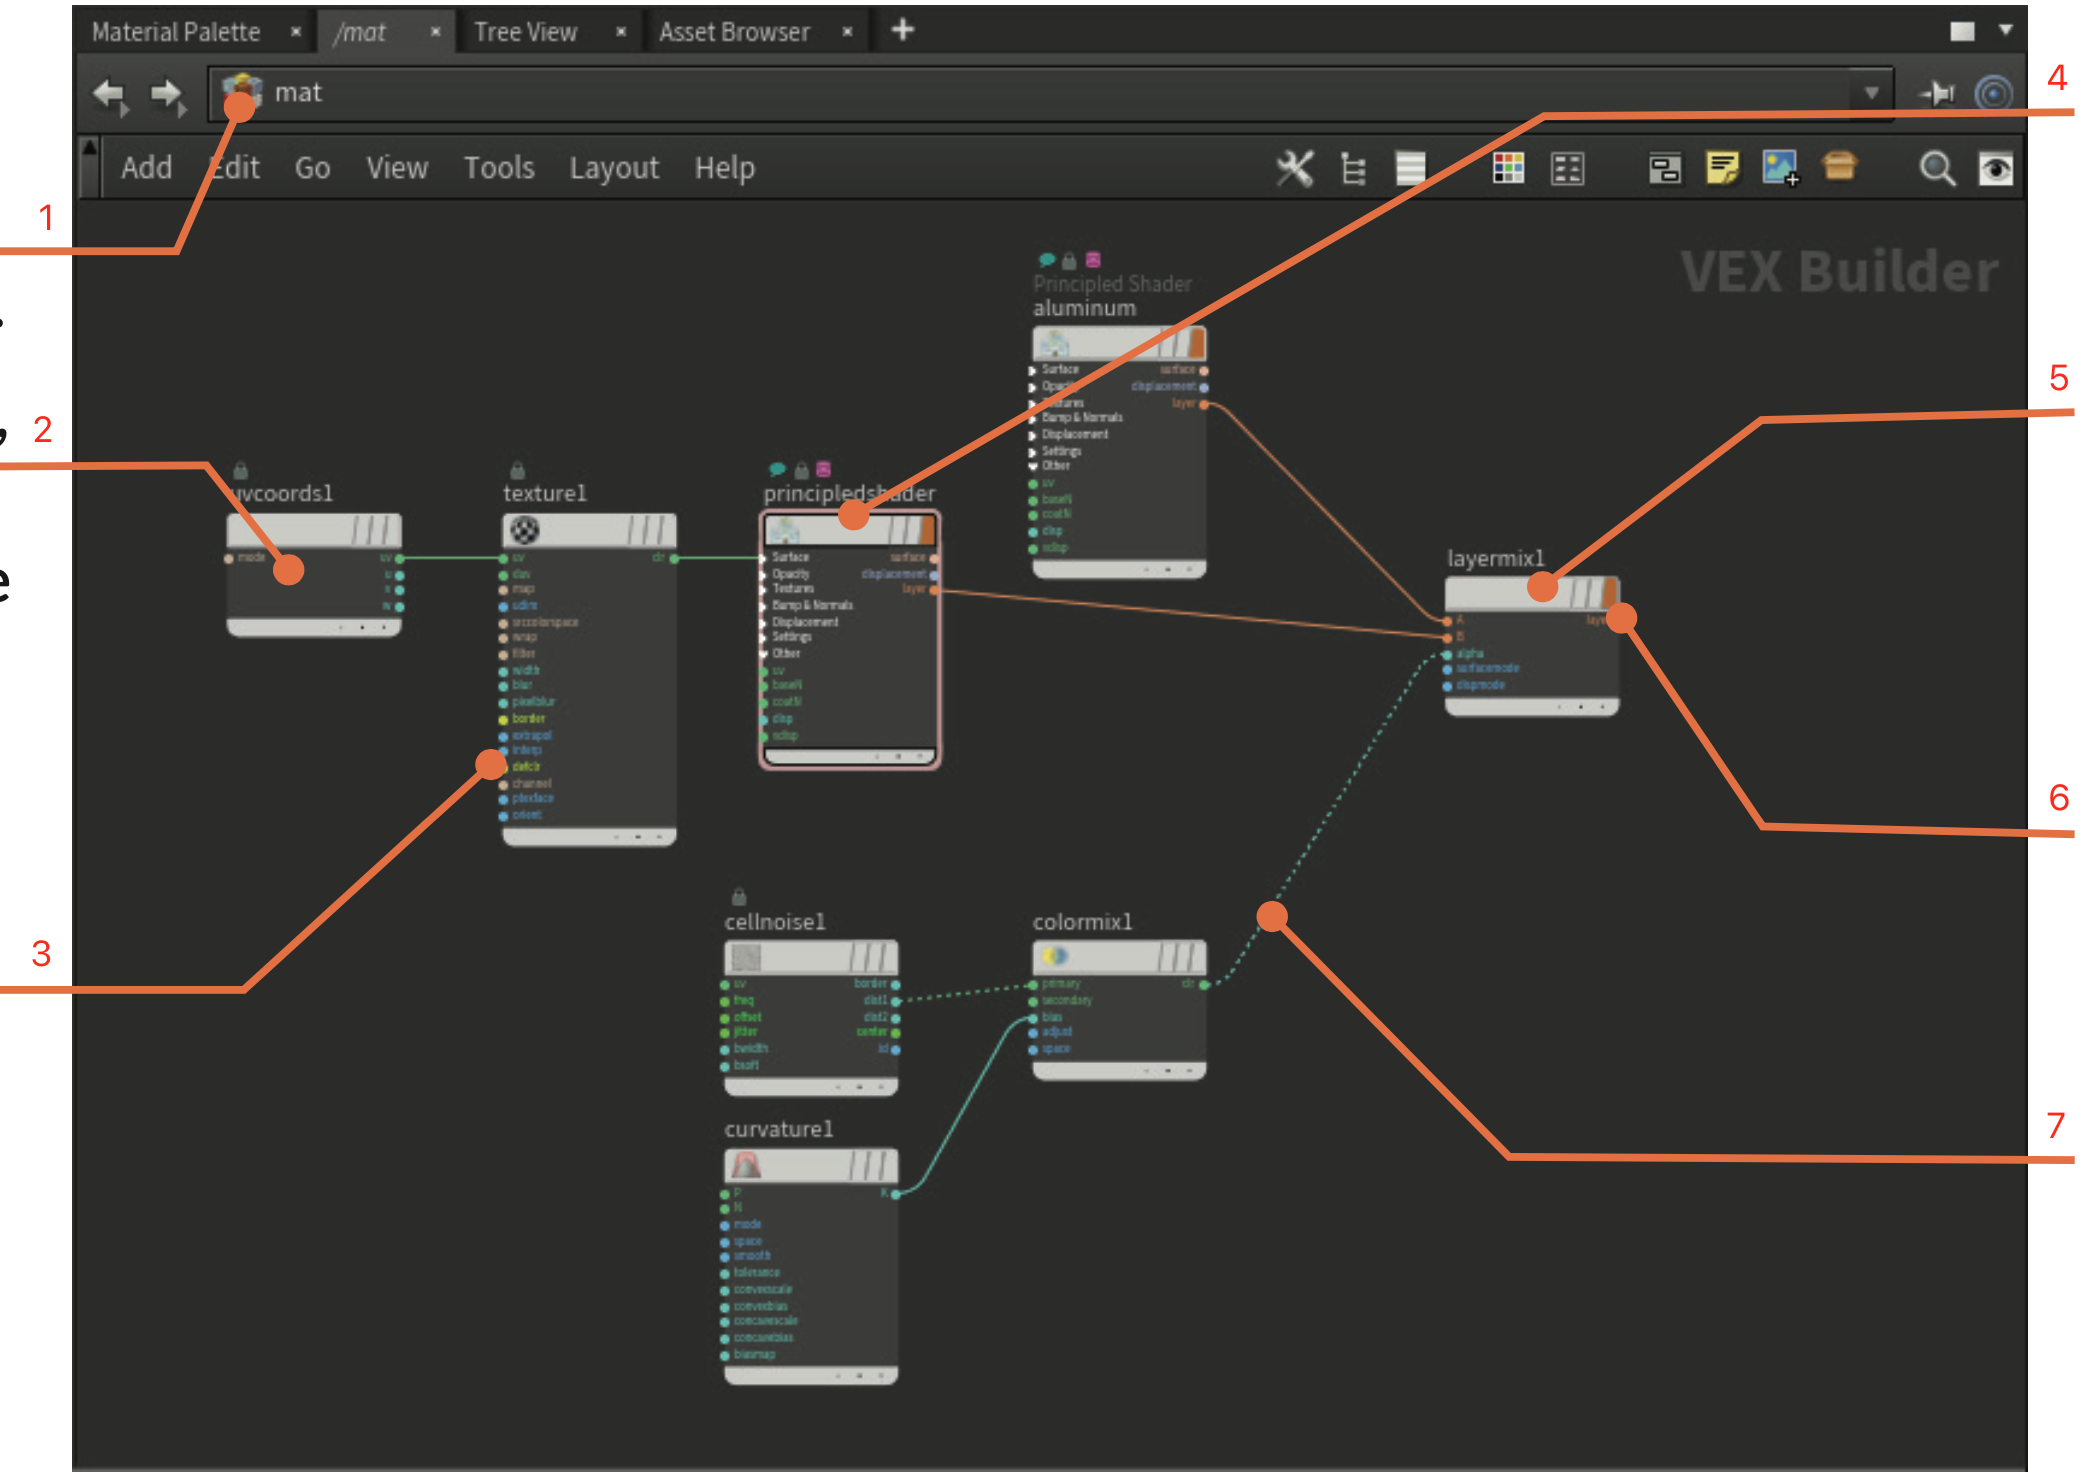 Material Palette × /mat × Tree View × Asset Browser × +
mat
4
Add Edit Go View Tools Layout Help
1
VEX Builder
Principled Shader
aluminum
Surface surface
Opacity displacement
Textures layer
Bump & Normals
Displacement
Settings
Other
uv
baseN
coatN
disp
ndisp
5
.
,
2
e
uvcoords1
mode uv
u
v
w
texture1
uv clr
duv
map
udim
srccolorspace
wrap
filter
width
blur
pixelblur
border
extrapol
interp
defclr
channel
ptexface
orient
principledshader
Surface surface
Opacity displacement
Textures layer
Bump & Normals
Displacement
Settings
Other
uv
baseN
coatN
disp
ndisp
layermix1
A layer
B
alpha
surfacemode
dispmode
6
3
cellnoise1
uv border
freq dist1
offset dist2
jitter center
bwidth id
bsoft
colormix1
primary clr
secondary
bias
adjust
space
7
curvature1
P K
N
mode
space
smooth
tolerance
convexscale
convexbias
concavescale
concavebias
biasmap